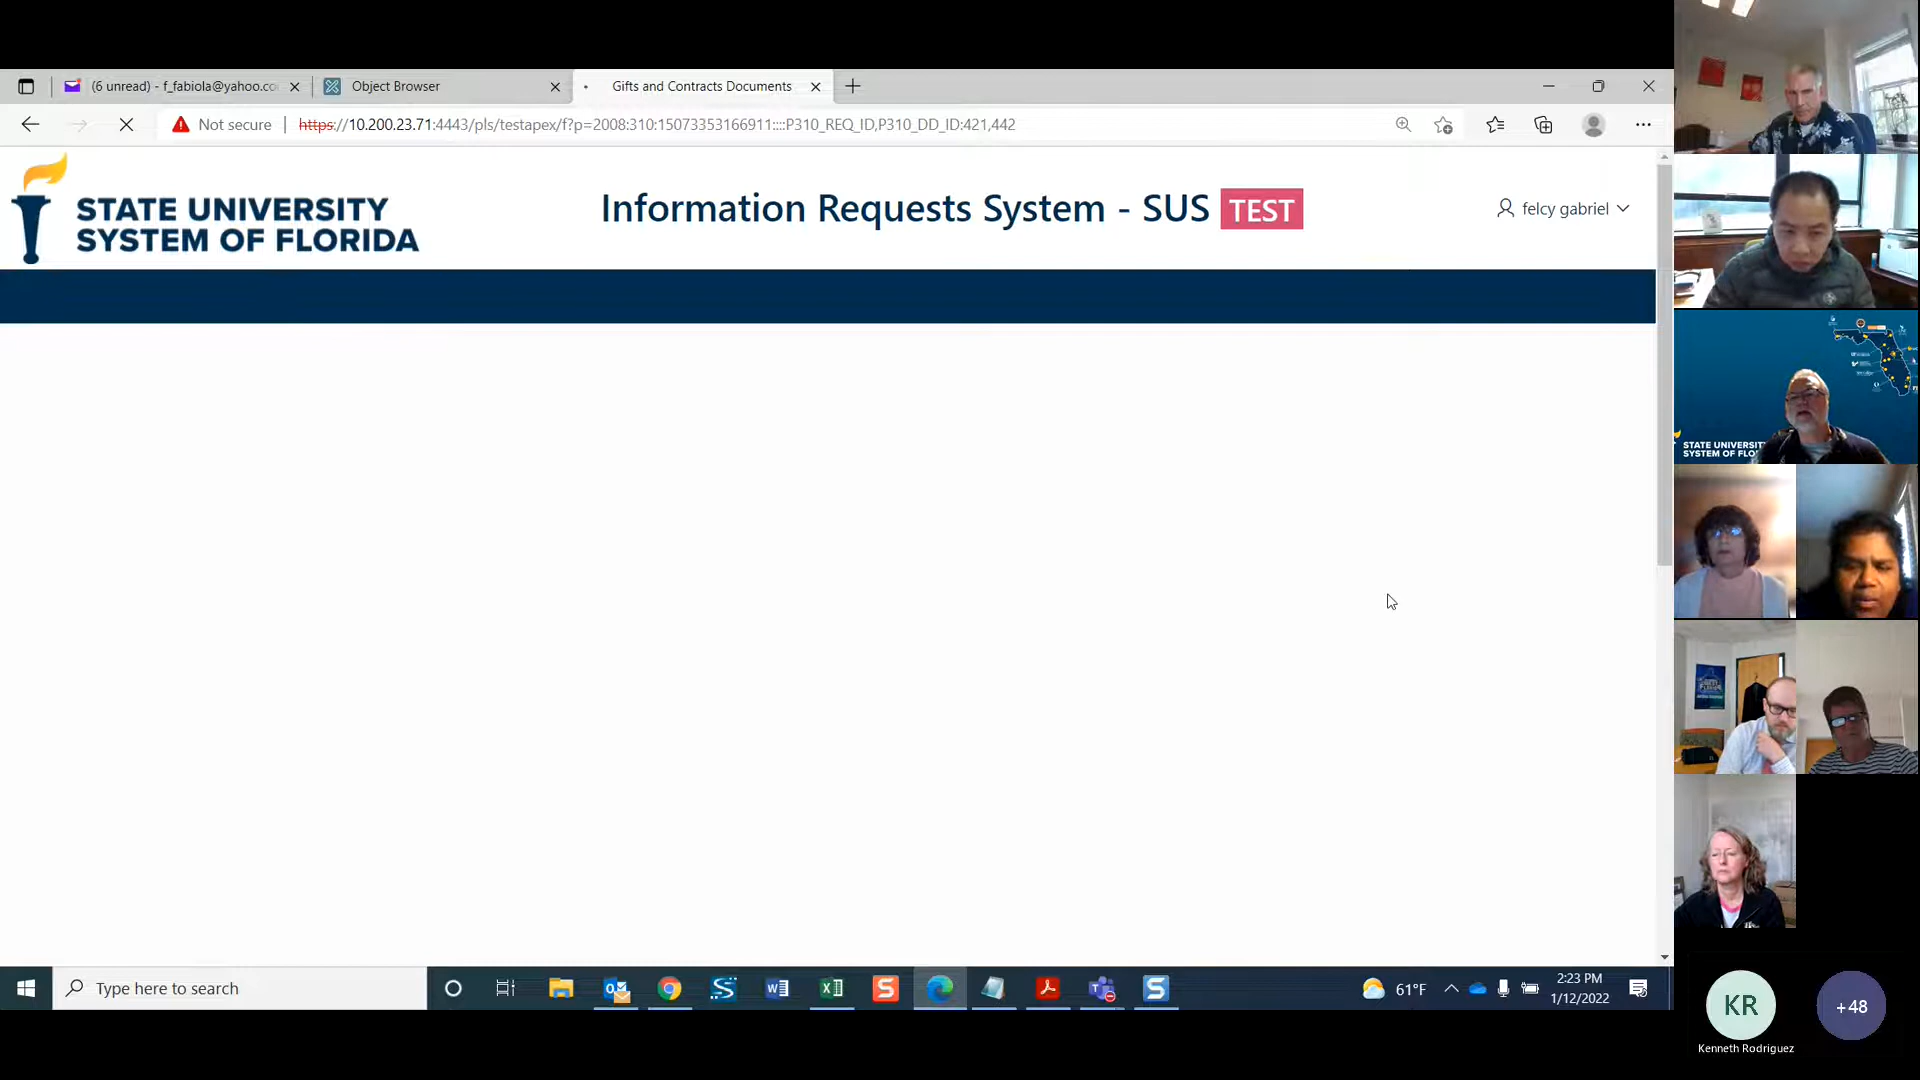 (6 unread) - f_fabiola@yahoo.co
Object Browser
Gifts and Contracts Documents
Not secure
https://10.200.23.71:4443/pls/testapex/f?p=2008:310:15073353166911::::P310_REQ_ID,P310_DD_ID:421,442
STATE UNIVERSITY
SYSTEM OF FLORIDA
Information Requests System - SUS TEST
felcy gabriel
STATE UNIVERSIT
SYSTEM OF FLO
Type here to search
61°F
2:23 PM
1/12/2022
KR
+48
Kenneth Rodriguez